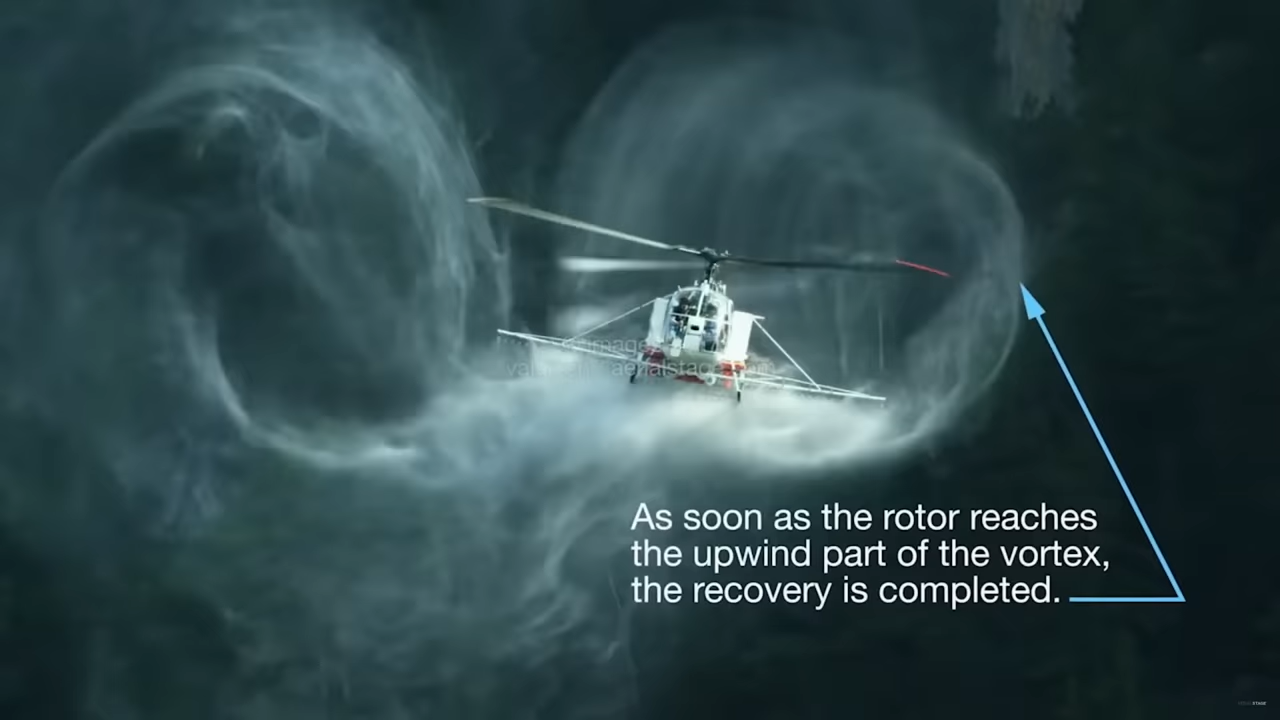 As soon as the rotor reaches
the upwind part of the vortex,
the recovery is completed.